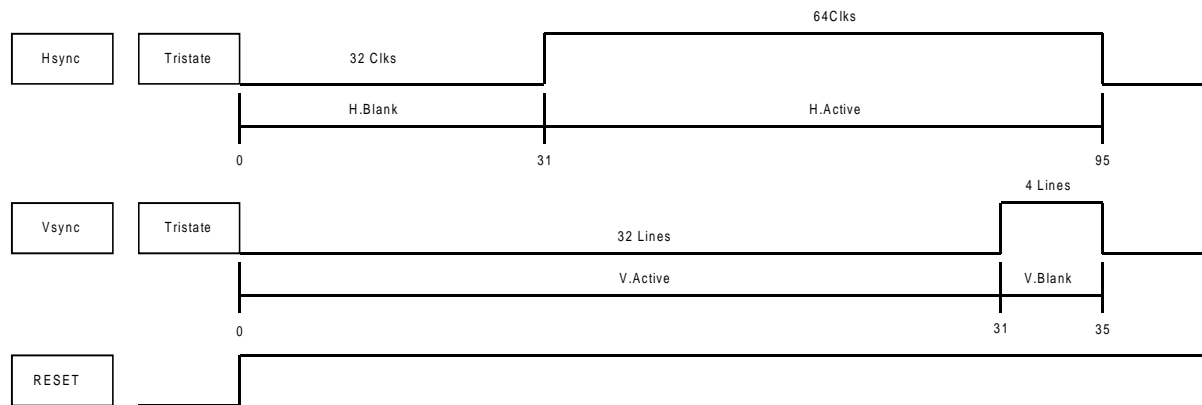 64Clks
Hsync Tristate 32 Clks
H.Blank H.Active
0 31 95
4 Lines
Vsync Tristate 32 Lines
V.Active V.Blank
0 31 35
RESET